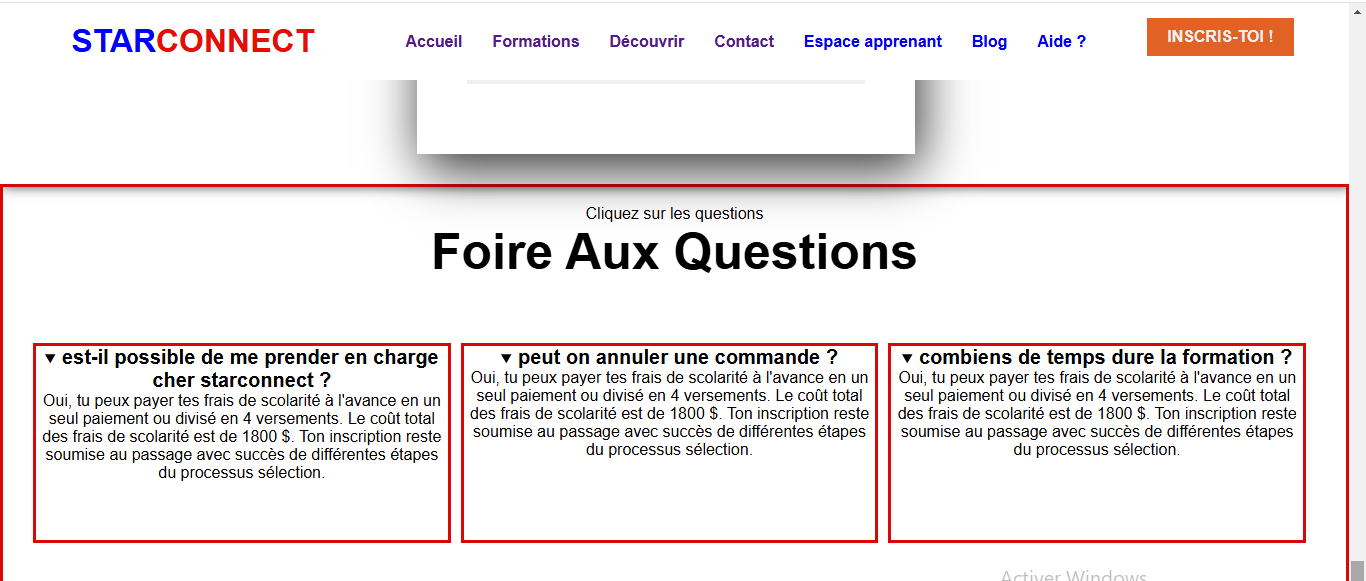 STARCONNECT Accueil Formations Découvrir Contact Espace apprenant Blog Aide ? INSCRIS-TOI !
Cliquez sur les questions
Foire Aux Questions
est-il possible de me prender en charge
cher starconnect ?
Oui, tu peux payer tes frais de scolarité à l'avance en un
seul paiement ou divisé en 4 versements. Le coût total
des frais de scolarité est de 1800 $. Ton inscription reste
soumise au passage avec succès de différentes étapes
du processus sélection.
peut on annuler une commande ?
Oui, tu peux payer tes frais de scolarité à l'avance en un
seul paiement ou divisé en 4 versements. Le coût total
des frais de scolarité est de 1800 $. Ton inscription reste
soumise au passage avec succès de différentes étapes
du processus sélection.
combiens de temps dure la formation ?
Oui, tu peux payer tes frais de scolarité à l'avance en un
seul paiement ou divisé en 4 versements. Le coût total
des frais de scolarité est de 1800 $. Ton inscription reste
soumise au passage avec succès de différentes étapes
du processus sélection.
Activer Windows